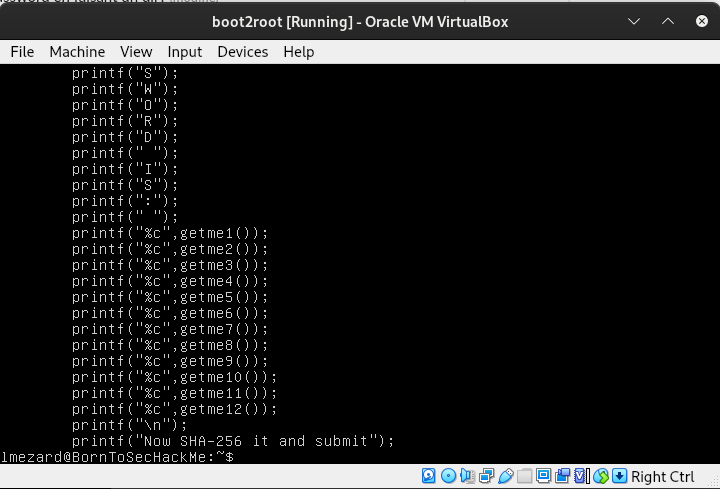 boot2root [Running] - Oracle VM VirtualBox
File Machine View Input Devices Help
printf("S");
printf("W");
printf("O");
printf("R");
printf("D");
printf(" ");
printf("I");
printf("S");
printf(":");
printf(" ");
printf("%c",getme1());
printf("%c",getme2());
printf("%c",getme3());
printf("%c",getme4());
printf("%c",getme5());
printf("%c",getme6());
printf("%c",getme7());
printf("%c",getme8());
printf("%c",getme9());
printf("%c",getme10());
printf("%c",getme11());
printf("%c",getme12());
printf("\n");
printf("Now SHA-256 it and submit");
lmezard@BornToSecHackMe:~$
Right Ctrl